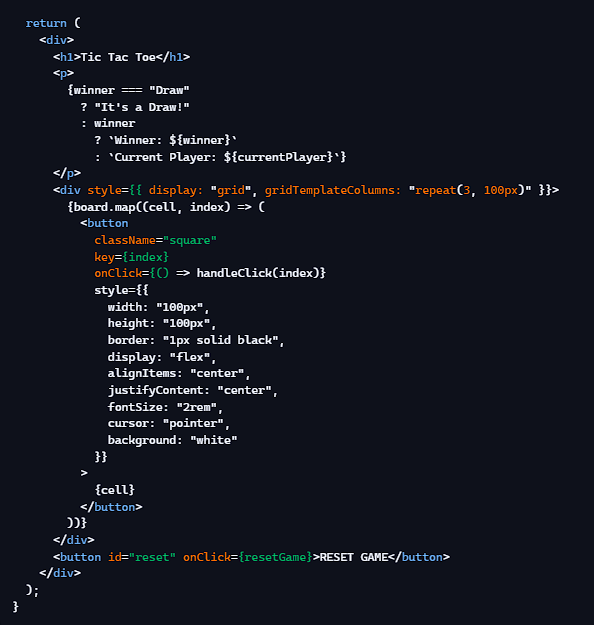 return (
<div>
<h1>Tic Tac Toe</h1>
<p>
{winner === "Draw"
? "It's a Draw!"
: winner
? `Winner: ${winner}`
: `Current Player: ${currentPlayer}`}
</p>
<div style={{ display: "grid", gridTemplateColumns: "repeat(3, 100px)" }}>
{board.map((cell, index) => (
<button
className="square"
key={index}
onClick={() => handleClick(index)}
style={{
width: "100px",
height: "100px",
border: "1px solid black",
display: "flex",
alignItems: "center",
justifyContent: "center",
fontSize: "2rem",
cursor: "pointer",
background: "white"
}}
>
{cell}
</button>
))}
</div>
<button id="reset" onClick={resetGame}>RESET GAME</button>
</div>
);
}